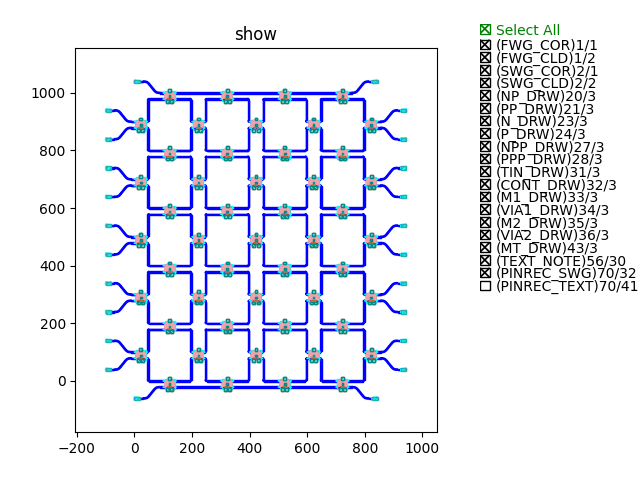 show
Select All
(FWG_COR)1/1
(FWG_CLD)1/2
(SWG_COR)2/1
(SWG_CLD)2/2
(NP_DRW)20/3
(PP_DRW)21/3
(N_DRW)23/3
(P_DRW)24/3
(NPP_DRW)27/3
(PPP_DRW)28/3
(TIN_DRW)31/3
(CONT_DRW)32/3
(M1_DRW)33/3
(VIA1_DRW)34/3
(M2_DRW)35/3
(VIA2_DRW)36/3
(MT_DRW)43/3
(TEXT_NOTE)56/30
(PINREC_SWG)70/32
(PINREC_TEXT)70/41
1000
800
600
400
200
0
−200 0 200 400 600 800 1000